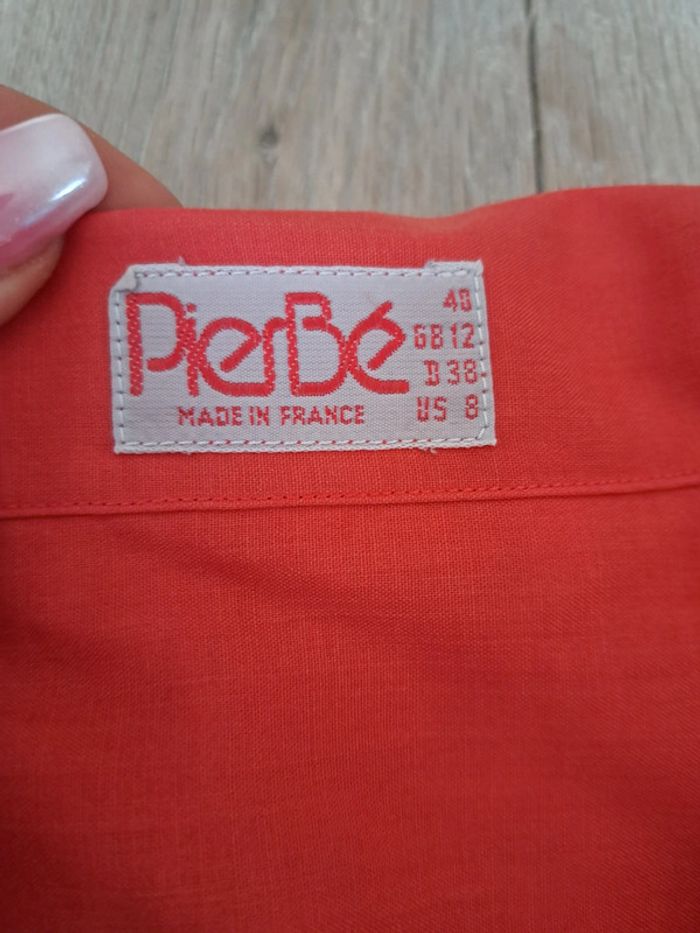 PierBé
MADE IN FRANCE
40
GB 12
D 38
US 8